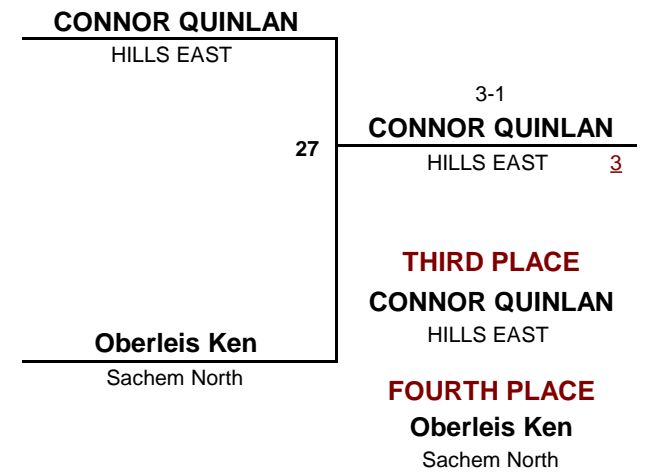 CONNOR QUINLAN
HILLS EAST
3-1
CONNOR QUINLAN
27
HILLS EAST 3
THIRD PLACE
CONNOR QUINLAN
HILLS EAST
Oberleis Ken
Sachem North
FOURTH PLACE
Oberleis Ken
Sachem North